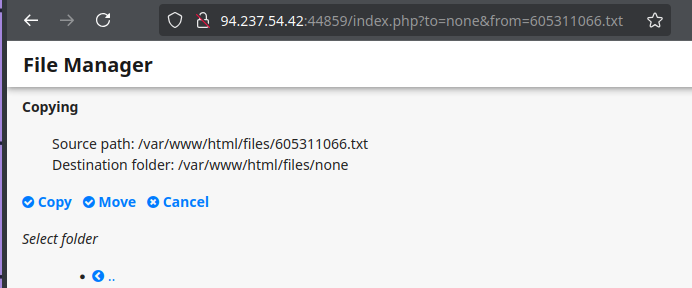 94.237.54.42:44859/index.php?to=none&from=605311066.txt
File Manager
Copying
Source path: /var/www/html/files/605311066.txt
Destination folder: /var/www/html/files/none
Copy Move Cancel
Select folder
..